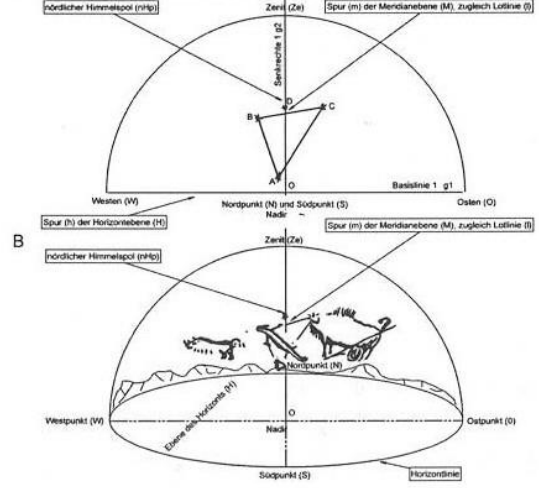 nördlicher Himmelspol (nHp)
Zenit (Ze)
Spur (m) der Meridianebene (M), zugleich Lotlinie (l)
Senkrechte 1 g2
D
B
C
A
O
Basislinie 1 g1
Westen (W)
Nordpunkt (N) und Südpunkt (S)
Osten (O)
Nadir
Spur (h) der Horizontebene (H)
B
Zenit (Ze)
Spur (m) der Meridianebene (M), zugleich Lotlinie (l)
nördlicher Himmelspol (nHp)
Nordpunkt (N)
Ebene des Horizonts (H)
Westpunkt (W)
O
Ostpunkt (0)
Nadir
Südpunkt (S)
Horizontlinie